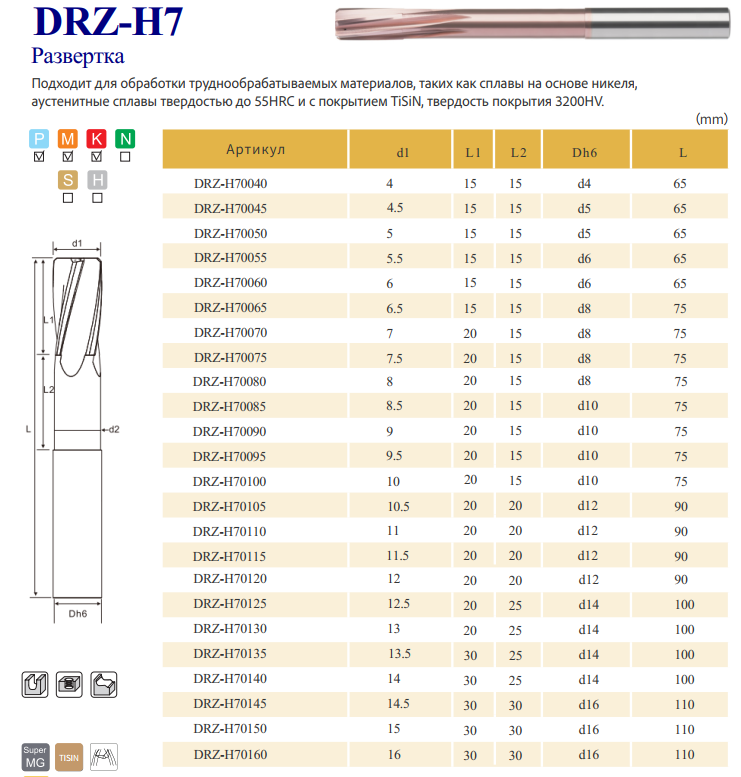 DRZ-H7
Развертка
Подходит для обработки труднообрабатываемых материалов, таких как сплавы на основе никеля,
аустенитные сплавы твердостью до 55HRC и с покрытием TiSiN, твердость покрытия 3200HV.
(mm)
P M K N
S H
d1
L1
L2
L
d2
Dh6
Super
MG
TISIN
Артикул d1 L1 L2 Dh6 L
DRZ-H70040 4 15 15 d4 65
DRZ-H70045 4.5 15 15 d5 65
DRZ-H70050 5 15 15 d5 65
DRZ-H70055 5.5 15 15 d6 65
DRZ-H70060 6 15 15 d6 65
DRZ-H70065 6.5 15 15 d8 75
DRZ-H70070 7 20 15 d8 75
DRZ-H70075 7.5 20 15 d8 75
DRZ-H70080 8 20 15 d8 75
DRZ-H70085 8.5 20 15 d10 75
DRZ-H70090 9 20 15 d10 75
DRZ-H70095 9.5 20 15 d10 75
DRZ-H70100 10 20 15 d10 75
DRZ-H70105 10.5 20 20 d12 90
DRZ-H70110 11 20 20 d12 90
DRZ-H70115 11.5 20 20 d12 90
DRZ-H70120 12 20 20 d12 90
DRZ-H70125 12.5 20 25 d14 100
DRZ-H70130 13 20 25 d14 100
DRZ-H70135 13.5 30 25 d14 100
DRZ-H70140 14 30 25 d14 100
DRZ-H70145 14.5 30 30 d16 110
DRZ-H70150 15 30 30 d16 110
DRZ-H70160 16 30 30 d16 110